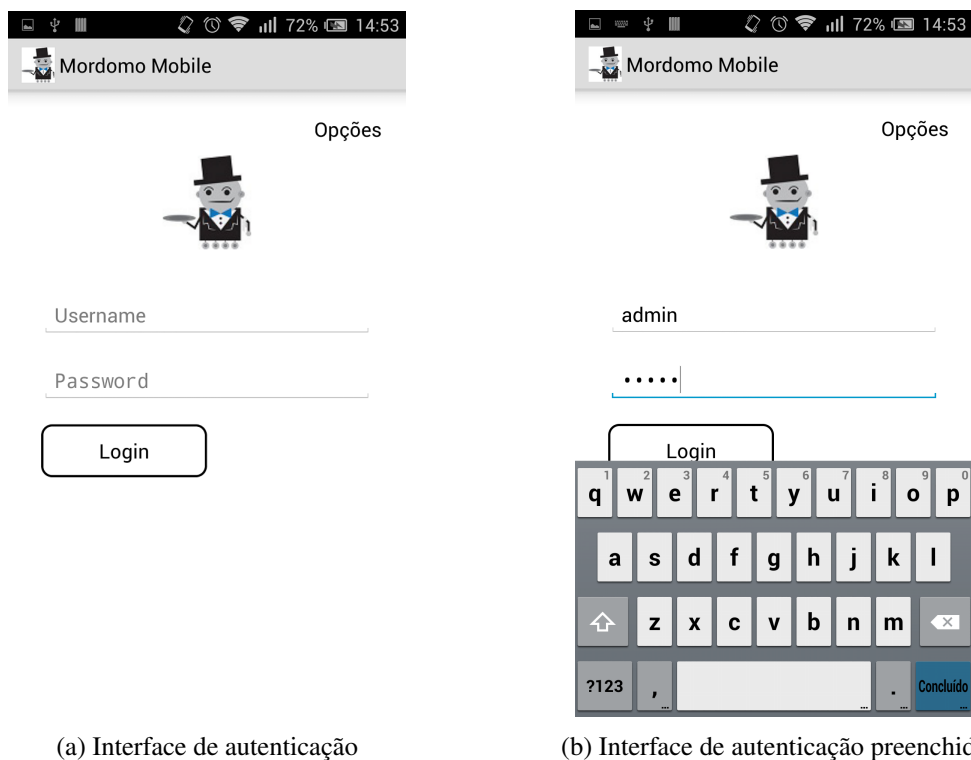 72% 14:53
Mordomo Mobile
Opções
Username
Password
Login
(a) Interface de autenticação
72% 14:53
Mordomo Mobile
Opções
admin
•••••
Login
1 2 3 4 5 6 7 8 9 0
q w e r t y u i o p
a s d f g h j k l
z x c v b n m
?123 , . Concluído
(b) Interface de autenticação preenchid